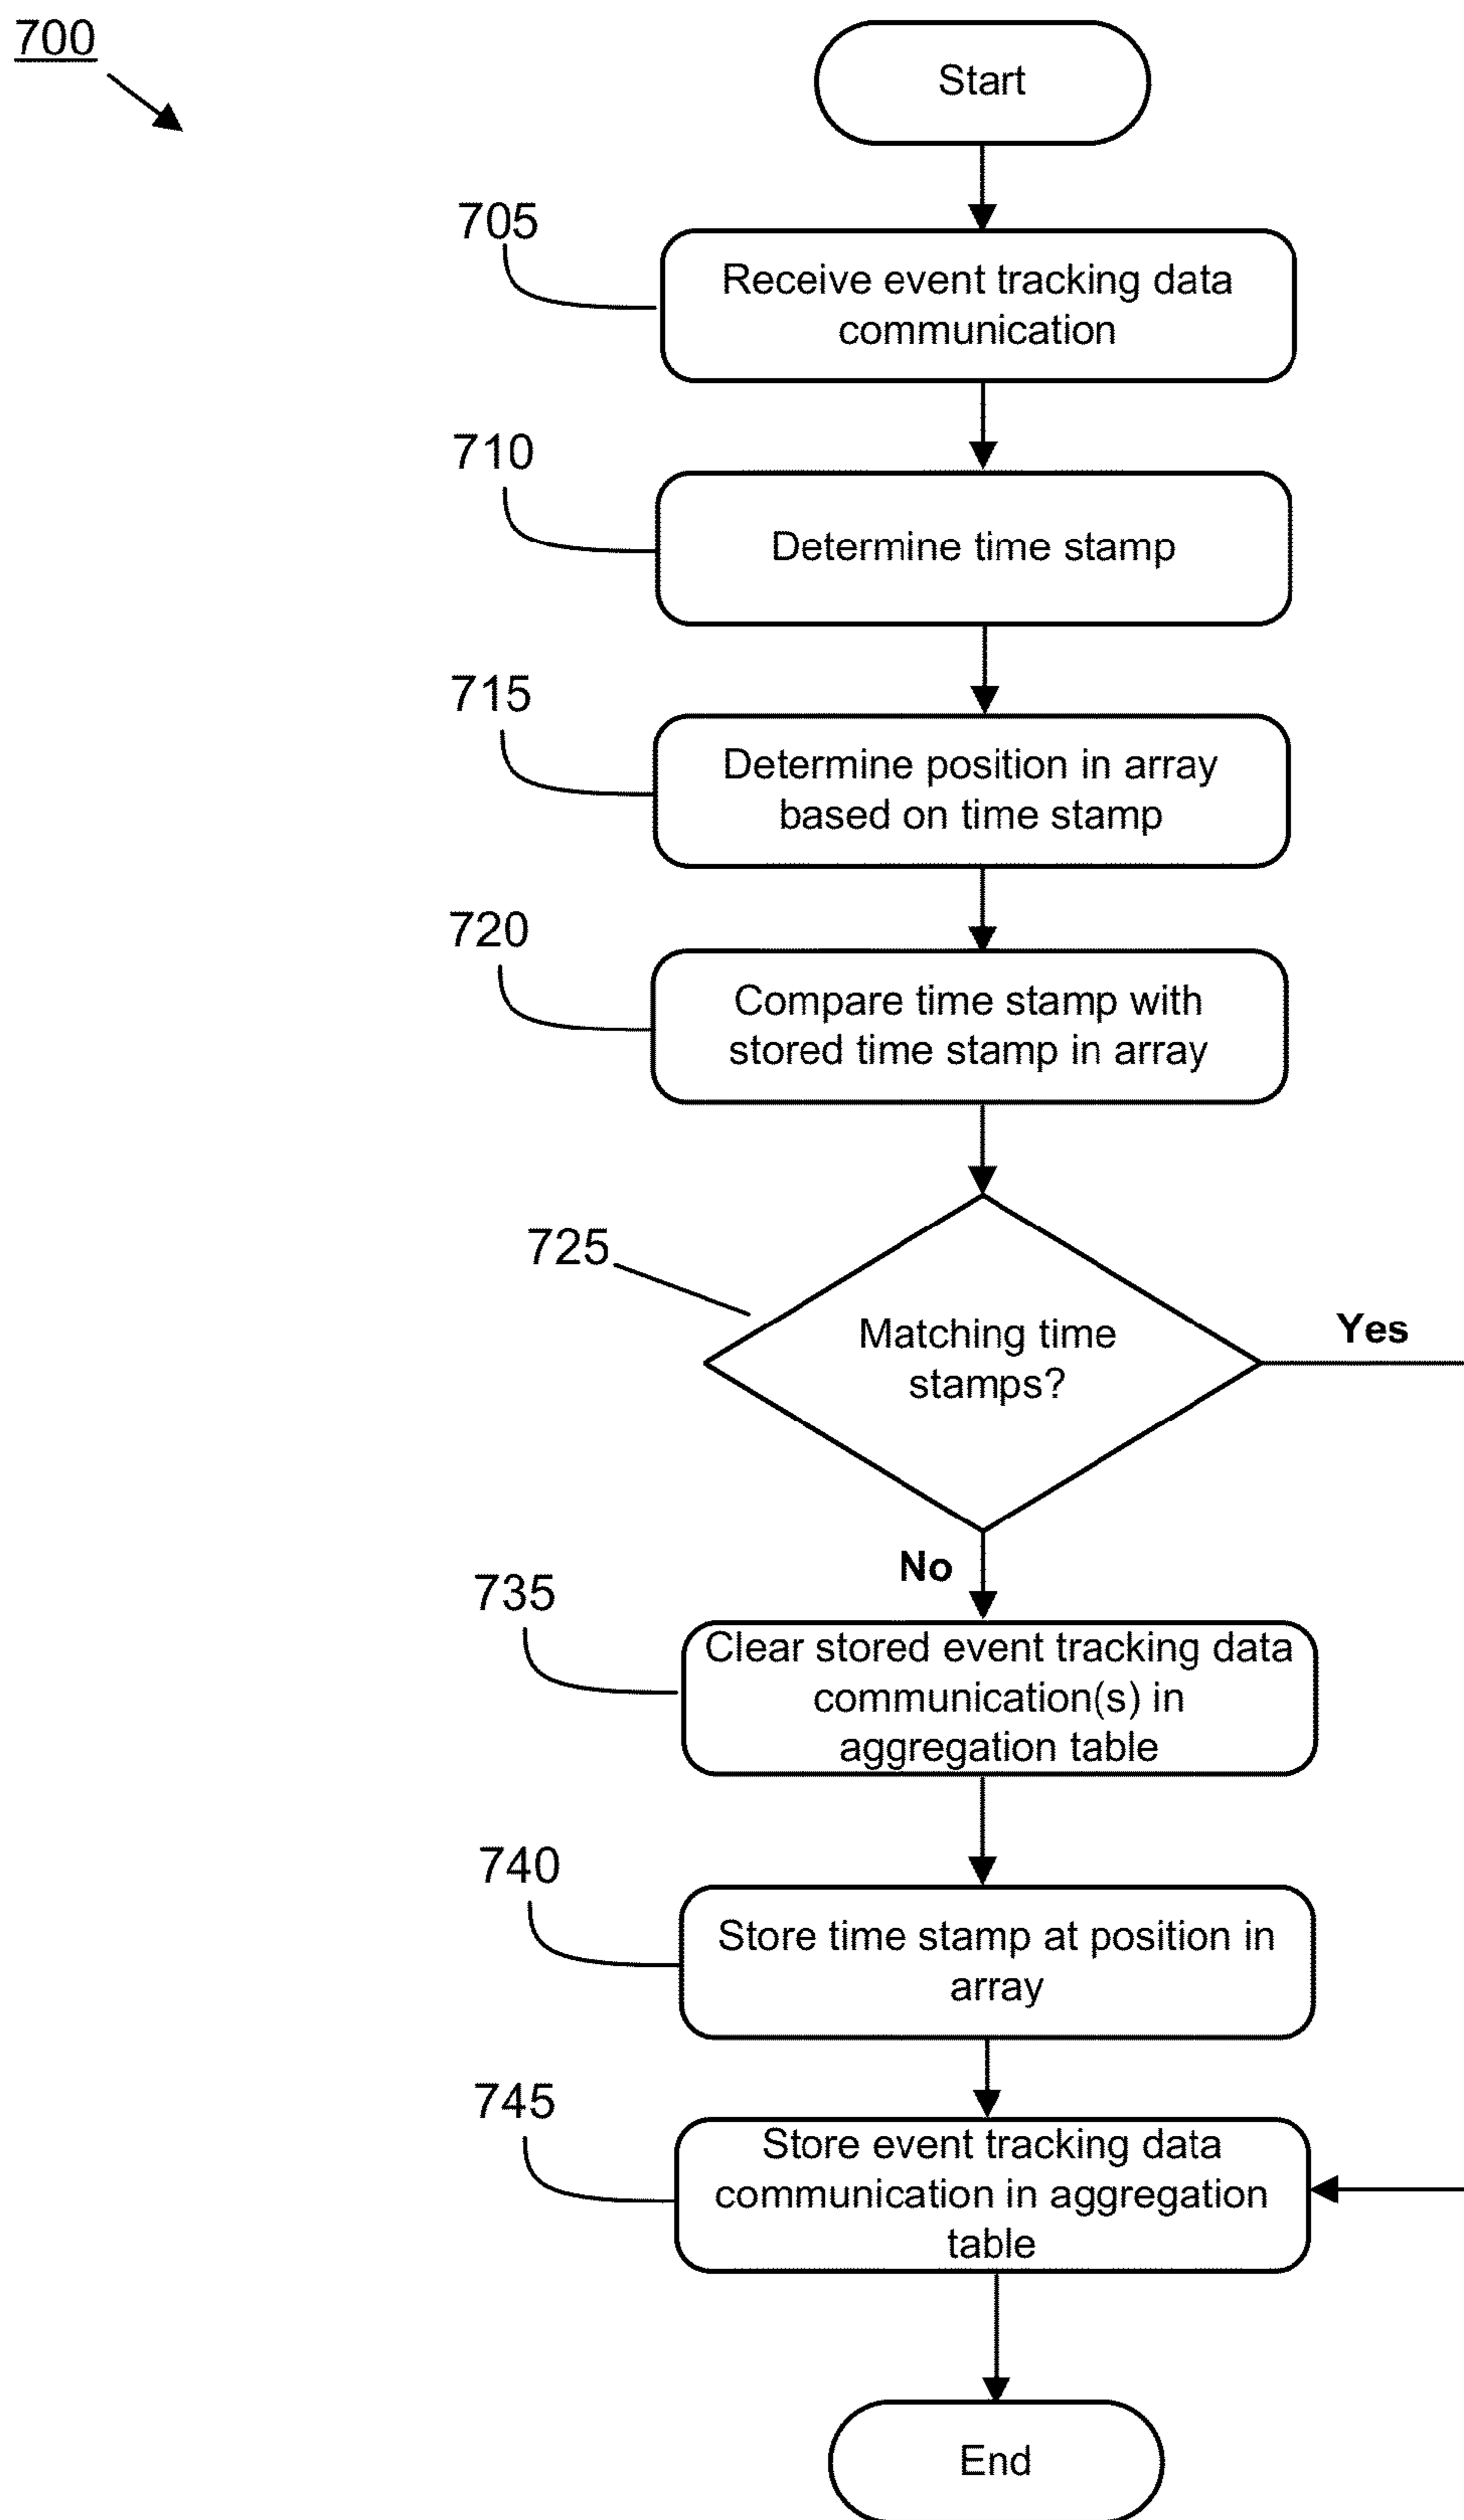 700
Start
705
Receive event tracking data
communication
710
Determine time stamp
715
Determine position in array
based on time stamp
720
Compare time stamp with
stored time stamp in array
725
Matching time
stamps?
Yes
No
735
Clear stored event tracking data
communication(s) in
aggregation table
740
Store time stamp at position in
array
745
Store event tracking data
communication in aggregation
table
End